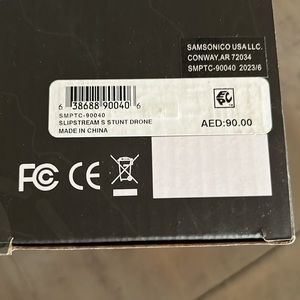 SAMSONICO USA LLC.
CONWAY, AR 72034
SMPTC-90040 2023/6
6 38688 90040 6
SMPTC-90040
SLIPSTREAM S STUNT DRONE
MADE IN CHINA
AED:90.00
FC CE